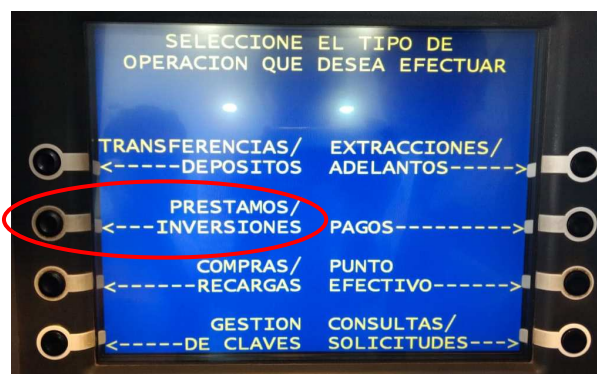 SELECCIONE EL TIPO DE
OPERACION QUE DESEA EFECTUAR
TRANSFERENCIAS/ EXTRACCIONES/
<-----DEPOSITOS ADELANTOS----->
PRESTAMOS/
<---INVERSIONES PAGOS--------->
COMPRAS/ PUNTO
<------RECARGAS EFECTIVO------>
GESTION CONSULTAS/
<-----DE CLAVES SOLICITUDES--->